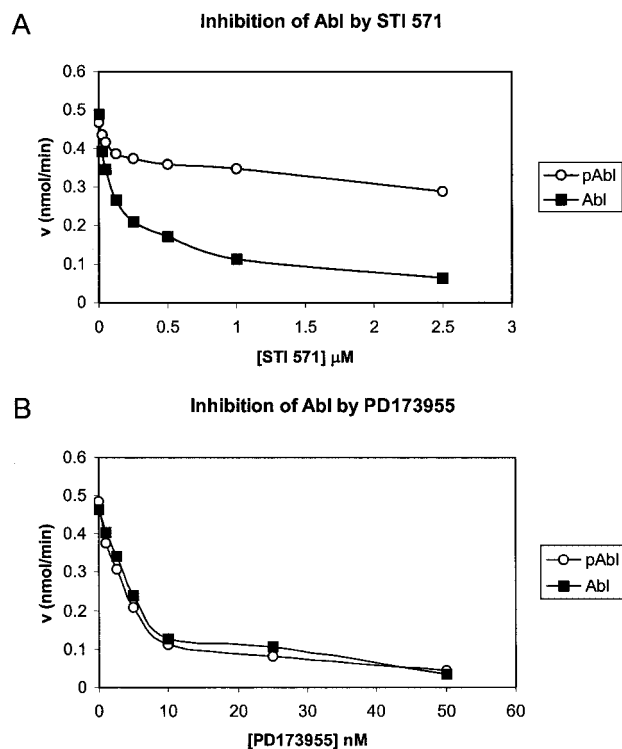 A
Inhibition of Abl by STI 571
0.6
0.5
0.4
0.3
0.2
0.1
0
v (nmol/min)
0
0.5
1
1.5
2
2.5
3
[STI 571] μM
pAbl
Abl
B
Inhibition of Abl by PD173955
0.6
0.5
0.4
0.3
0.2
0.1
0
v (nmol/min)
0
10
20
30
40
50
60
[PD173955] nM
pAbl
Abl